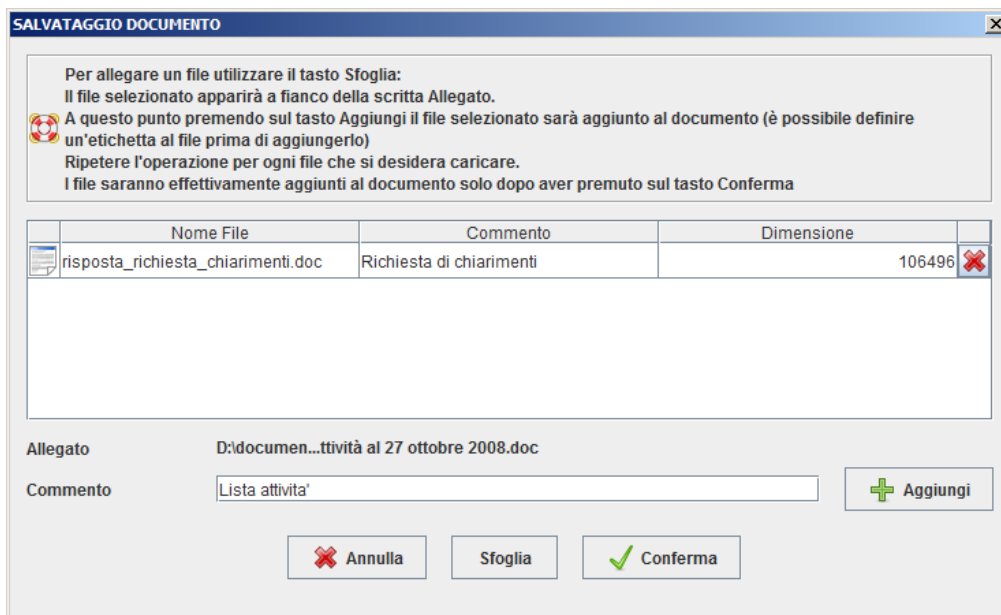 SALVATAGGIO DOCUMENTO
Per allegare un file utilizzare il tasto Sfoglia:
Il file selezionato apparirà a fianco della scritta Allegato.
A questo punto premendo sul tasto Aggiungi il file selezionato sarà aggiunto al documento (è possibile definire
un'etichetta al file prima di aggiungerlo)
Ripetere l'operazione per ogni file che si desidera caricare.
I file saranno effettivamente aggiunti al documento solo dopo aver premuto sul tasto Conferma
Nome File Commento Dimensione
risposta_richiesta_chiarimenti.doc Richiesta di chiarimenti 106496
Allegato D:\documen...ttività al 27 ottobre 2008.doc
Commento Lista attivita' Aggiungi
Annulla Sfoglia Conferma